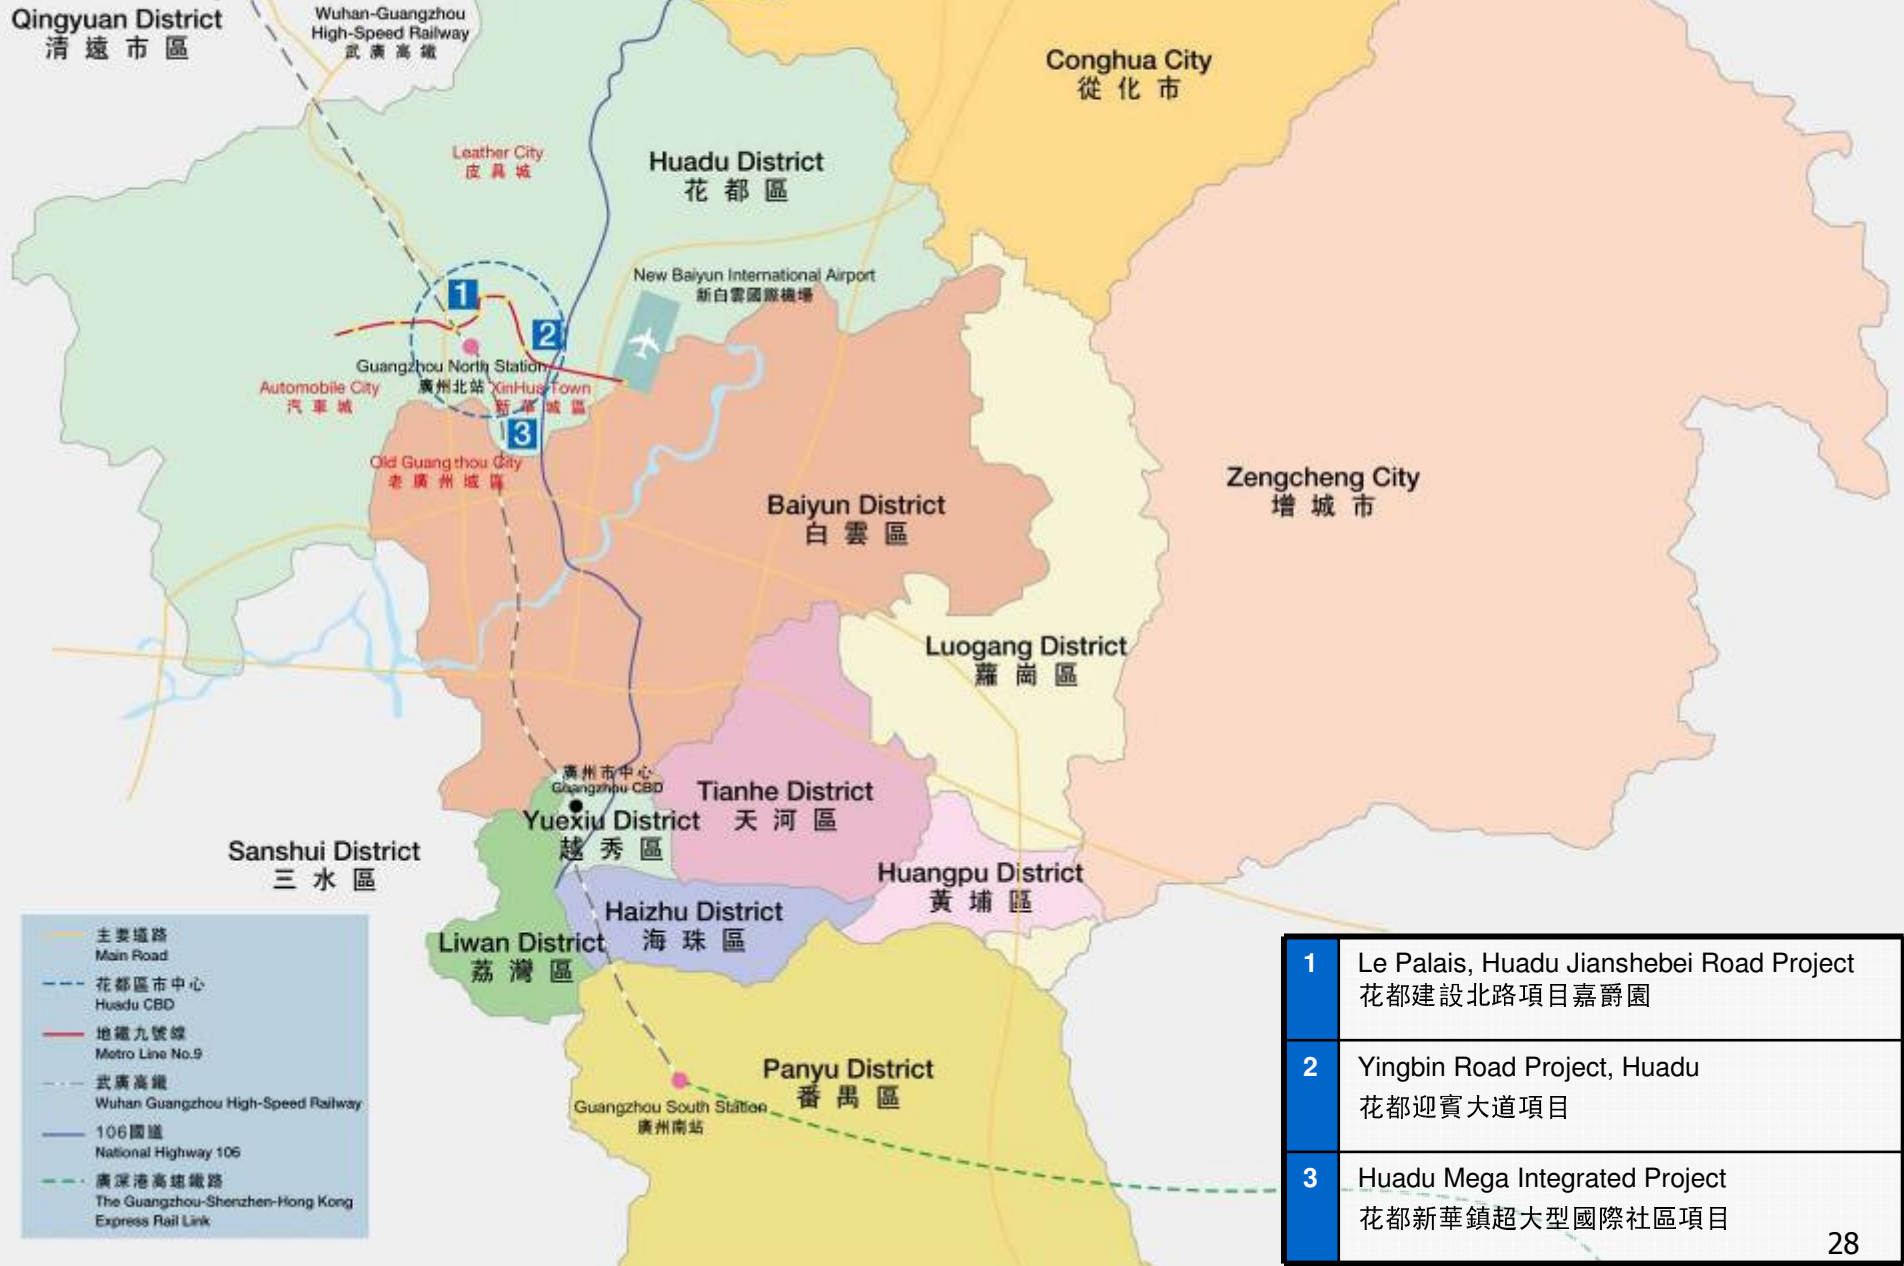 Qingyuan District
清遠市區
Wuhan-Guangzhou
High-Speed Railway
武廣高鐵
Conghua City
從化市
Leather City
皮具城
Huadu District
花都區
New Baiyun International Airport
新白雲國際機場
1
2
Guangzhou North Station
廣州北站
Automobile City
汽車城
XinHua Town
新華城區
3
Old Guangzhou City
老廣州城區
Zengcheng City
增城市
Baiyun District
白雲區
Luogang District
蘿崗區
廣州市中心
Guangzhou CBD
Tianhe District
天河區
Yuexiu District
越秀區
Sanshui District
三水區
Huangpu District
黃埔區
Haizhu District
海珠區
Liwan District
荔灣區
Panyu District
番禺區
Guangzhou South Station
廣州南站
主要道路
Main Road
花都區市中心
Huadu CBD
地鐵九號線
Metro Line No.9
武廣高鐵
Wuhan Guangzhou High-Speed Railway
106國道
National Highway 106
廣深港高速鐵路
The Guangzhou-Shenzhen-Hong Kong
Express Rail Link
1 Le Palais, Huadu Jianshebei Road Project
花都建設北路項目嘉爵園
2 Yingbin Road Project, Huadu
花都迎賓大道項目
3 Huadu Mega Integrated Project
花都新華鎮超大型國際社區項目
28